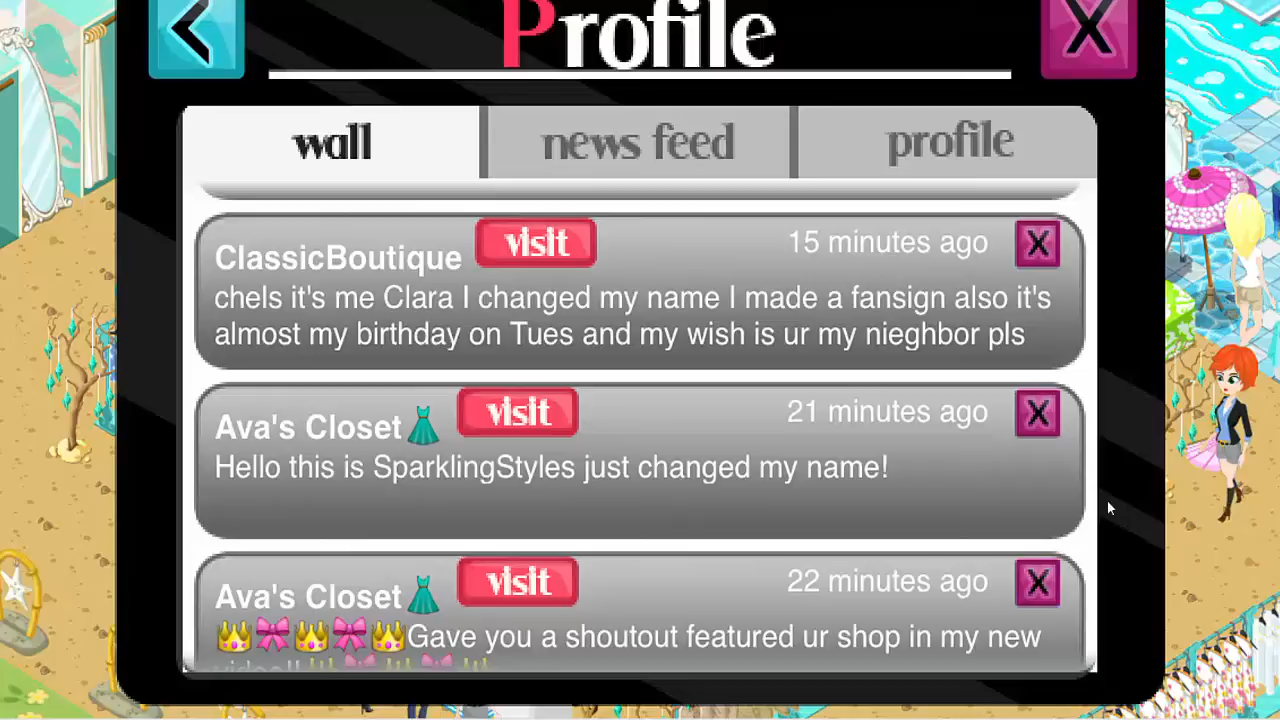 Profile
wall
news feed
profile
ClassicBoutique visit 15 minutes ago X
chels it's me Clara I changed my name I made a fansign also it's
almost my birthday on Tues and my wish is ur my nieghbor pls
Ava's Closet👗 visit 21 minutes ago X
Hello this is SparklingStyles just changed my name!
Ava's Closet👗 visit 22 minutes ago X
👑🎀👑🎀👑Gave you a shoutout featured ur shop in my new
video!! 👑🎀👑🎀👑